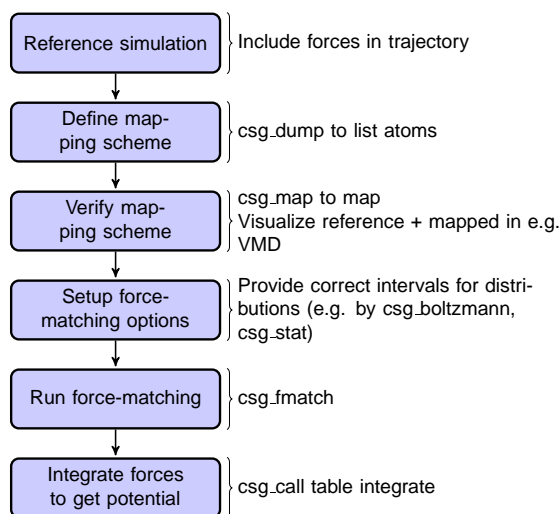 Reference simulation
Include forces in trajectory
Define map-
ping scheme
csg_dump to list atoms
Verify map-
ping scheme
csg_map to map
Visualize reference + mapped in e.g.
VMD
Setup force-
matching options
Provide correct intervals for distri-
butions (e.g. by csg_boltzmann,
csg_stat)
Run force-matching
csg_fmatch
Integrate forces
to get potential
csg_call table integrate